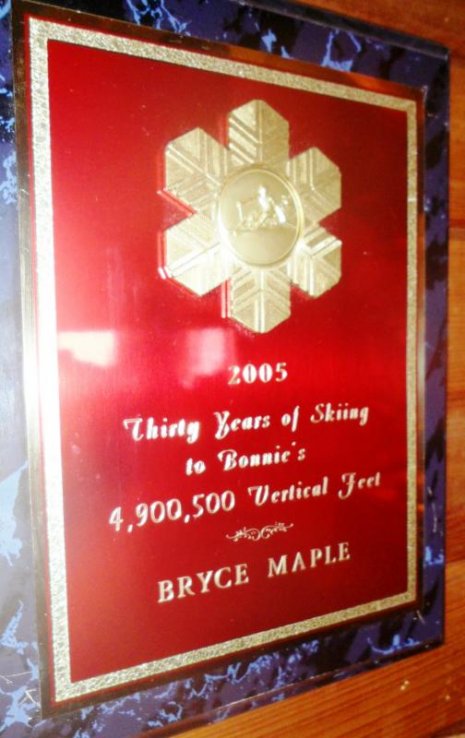 2005
Thirty Years of Skiing
to Bonnie's
4,900,500 Vertical Feet
BRYCE MAPLE